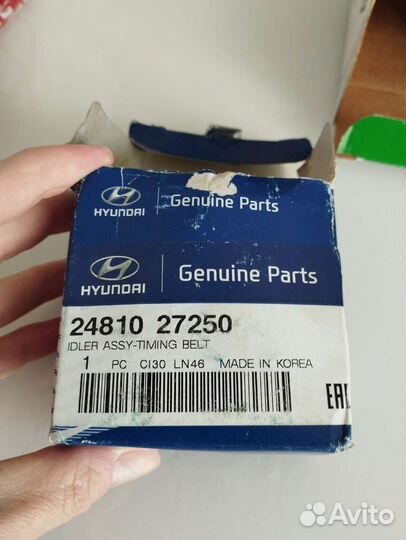 HYUNDAI Genuine Parts
HYUNDAI Genuine Parts
24810 27250
IDLER ASSY-TIMING BELT
1 PC CI30 LN46 MADE IN KOREA
EAC
Avito